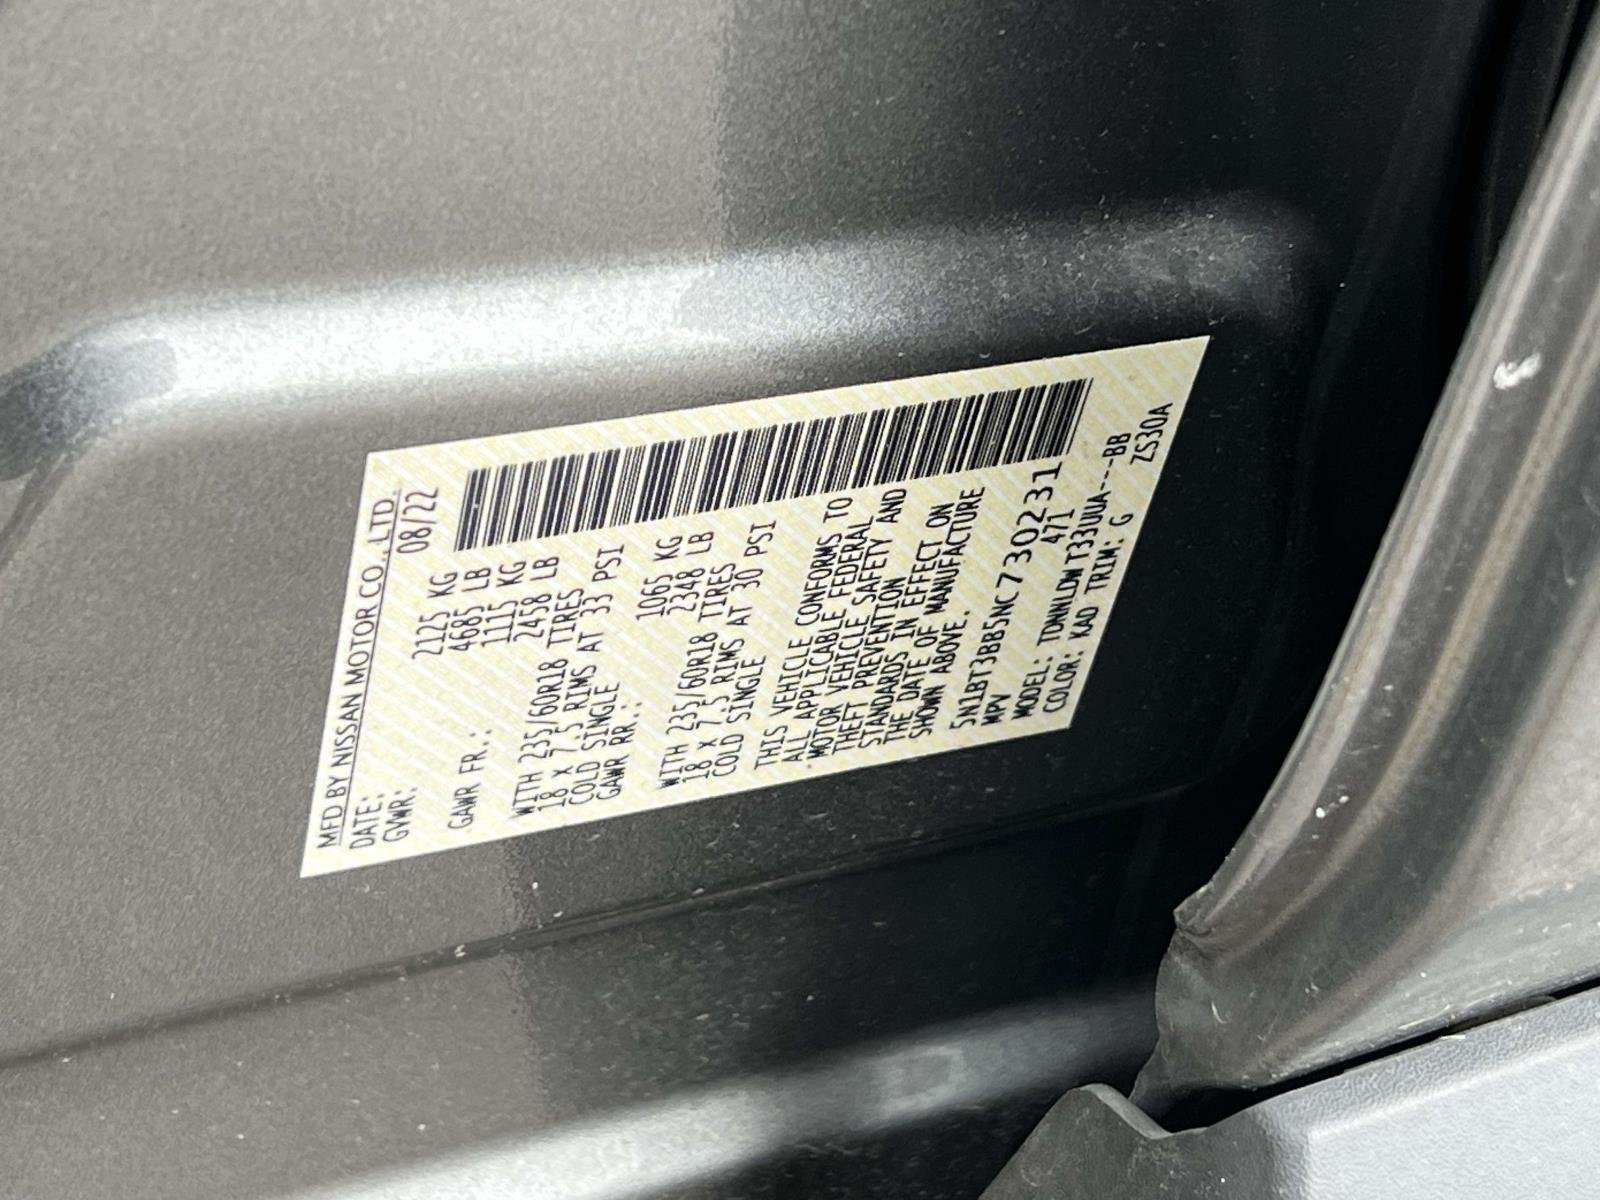 MFD BY NISSAN MOTOR CO., LTD.
DATE: 08/22
GVWR: 2125 KG
4685 LB
GAWR FR.: 1115 KG
2458 LB
WITH 235/60R18 TIRES
18 X 7.5 RIMS AT 33 PSI
COLD SINGLE
GAWR RR.: 1065 KG
2348 LB
WITH 235/60R18 TIRES
18 X 7.5 RIMS AT 30 PSI
COLD SINGLE
THIS VEHICLE CONFORMS TO
ALL APPLICABLE FEDERAL
MOTOR VEHICLE SAFETY AND
THEFT PREVENTION
STANDARDS IN EFFECT ON
THE DATE OF MANUFACTURE
SHOWN ABOVE.
5N1BT3BB5NC730231
MPV 471
MODEL: TONNLDWT33UUA---BB
COLOR: KAD TRIM: G ZS30A